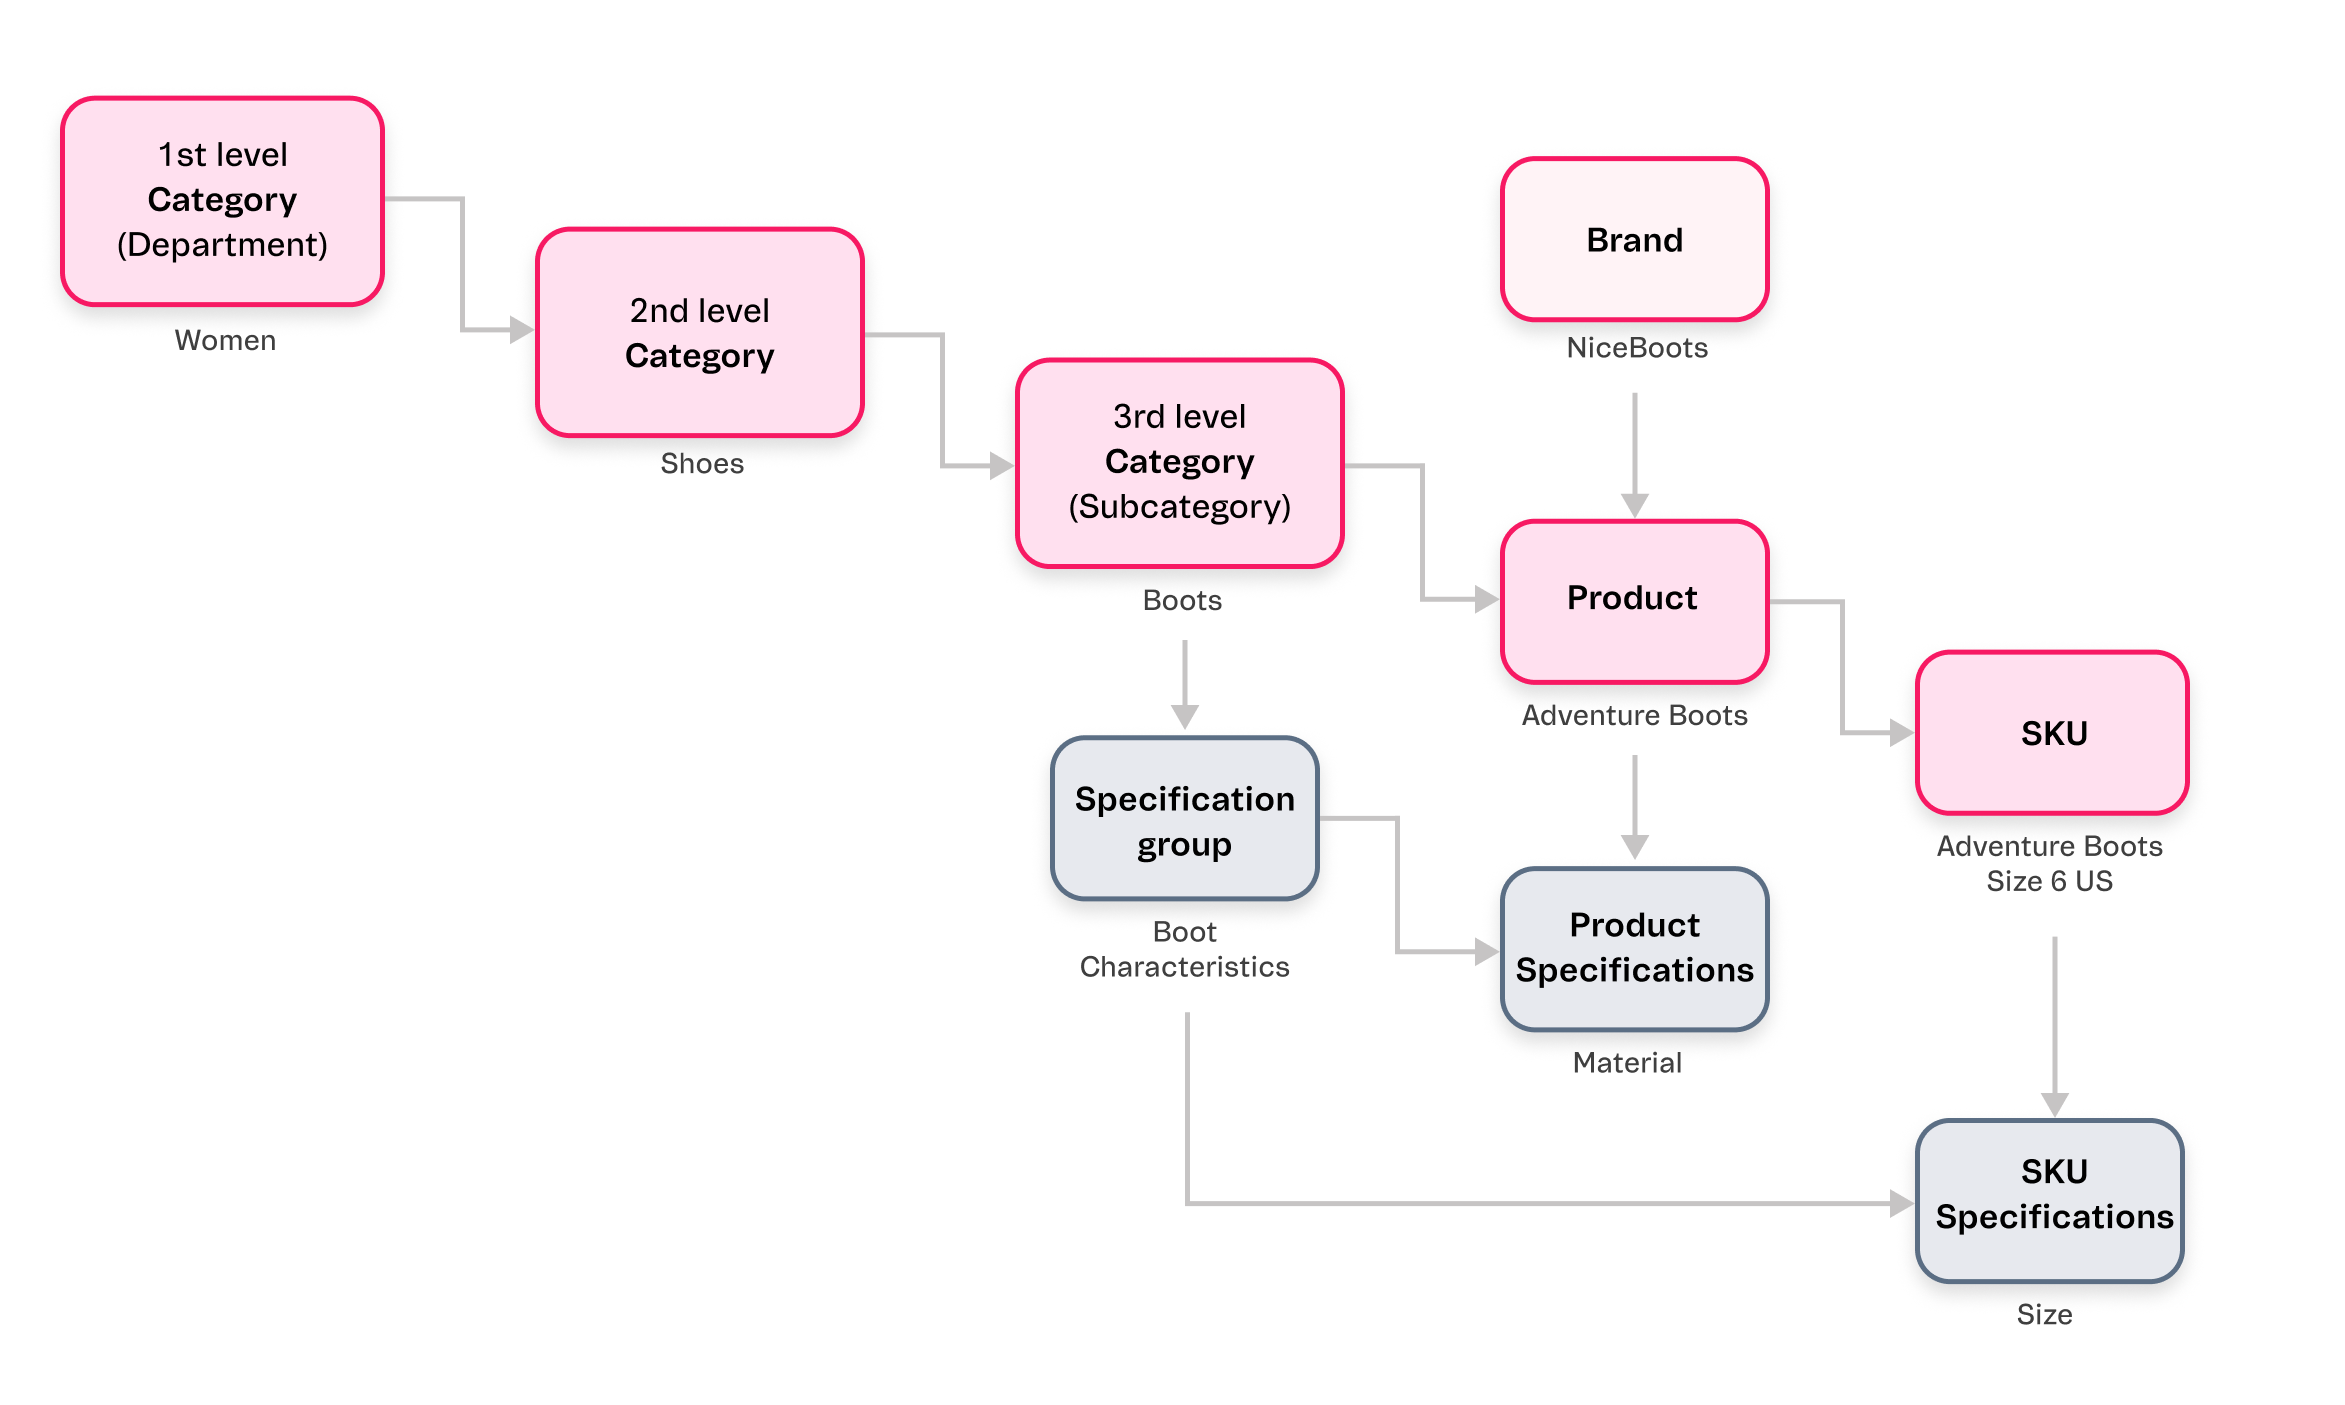 1st level
Category
(Department)
Women
2nd level
Category
Shoes
3rd level
Category
(Subcategory)
Boots
Brand
NiceBoots
Product
Adventure Boots
SKU
Adventure Boots
Size 6 US
Specification
group
Boot
Characteristics
Product
Specifications
Material
SKU
Specifications
Size